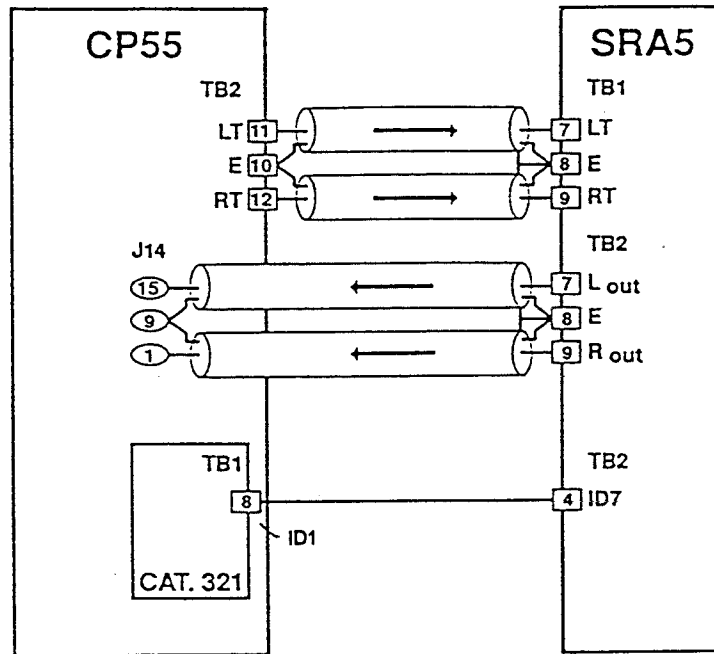 CP55
SRA5
TB2
TB1
LT 11
7 LT
E 10
8 E
RT 12
9 RT
J14
TB2
15
7 L out
9
8 E
1
9 R out
TB1
TB2
8
4 ID7
ID1
CAT. 321